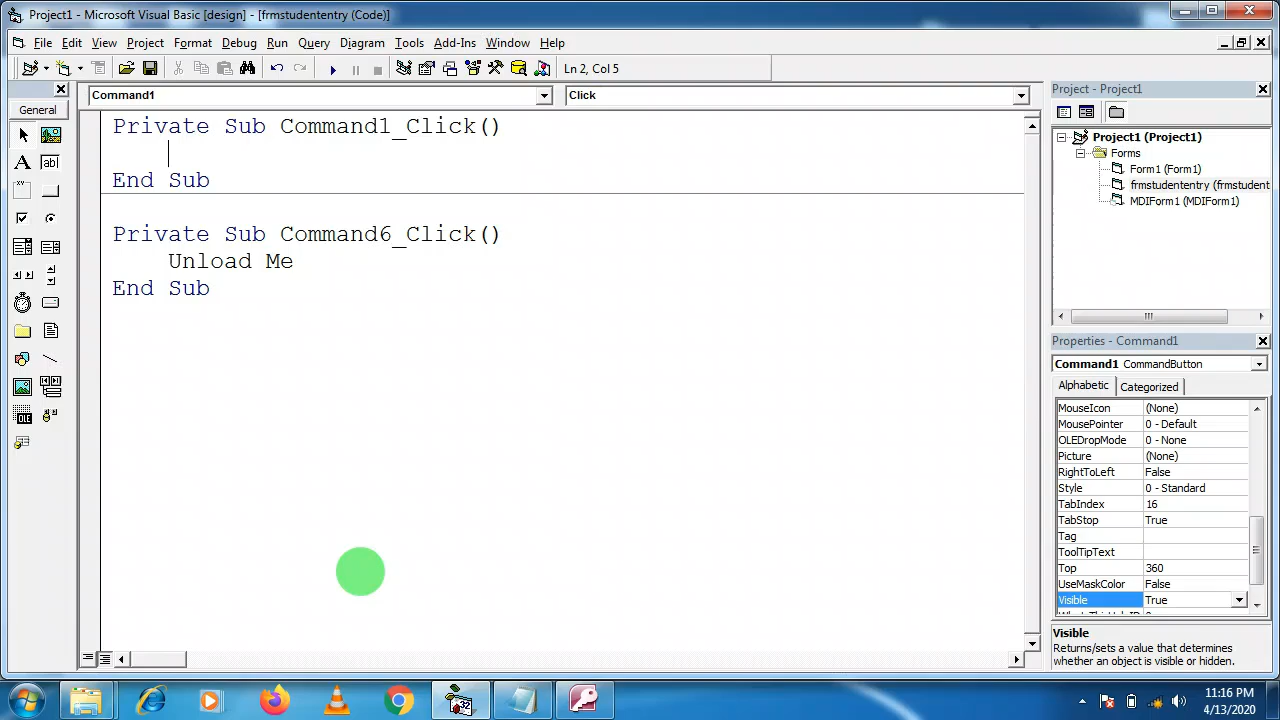 Project1 - Microsoft Visual Basic [design] - [frmstudententry (Code)]
File Edit View Project Format Debug Run Query Diagram Tools Add-Ins Window Help
Ln 2, Col 5
General
Command1
Click
Private Sub Command1_Click()
End Sub
Private Sub Command6_Click()
Unload Me
End Sub
Project - Project1
Project1 (Project1)
Forms
Form1 (Form1)
frmstudententry (frmstudent
MDIForm1 (MDIForm1)
Properties - Command1
Command1 CommandButton
Alphabetic Categorized
MouseIcon (None)
MousePointer 0 - Default
OLEDropMode 0 - None
Picture (None)
RightToLeft False
Style 0 - Standard
TabIndex 16
TabStop True
Tag
ToolTipText
Top 360
UseMaskColor False
Visible True
Visible
Returns/sets a value that determines
whether an object is visible or hidden.
11:16 PM
4/13/2020